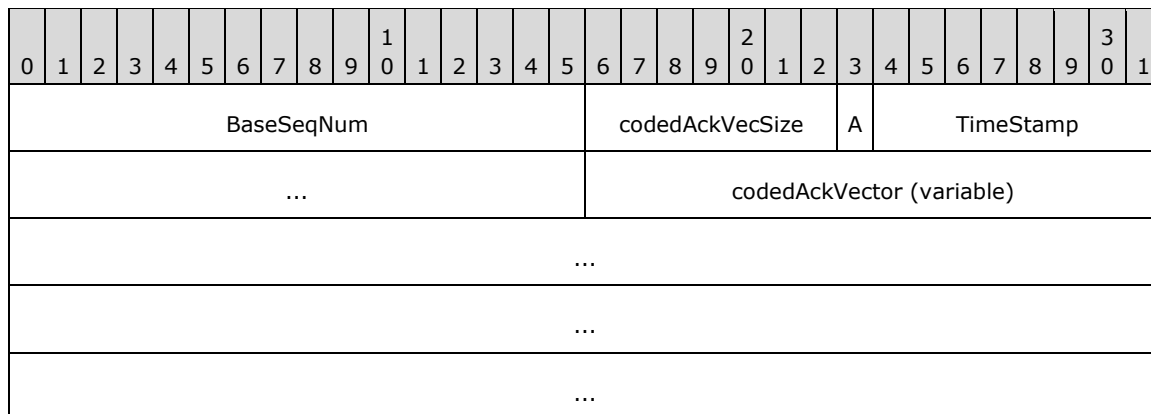 1 2 3
0 1 2 3 4 5 6 7 8 9 0 1 2 3 4 5 6 7 8 9 0 1 2 3 4 5 6 7 8 9 0 1
BaseSeqNum codedAckVecSize A TimeStamp
... codedAckVector (variable)
...
...
...